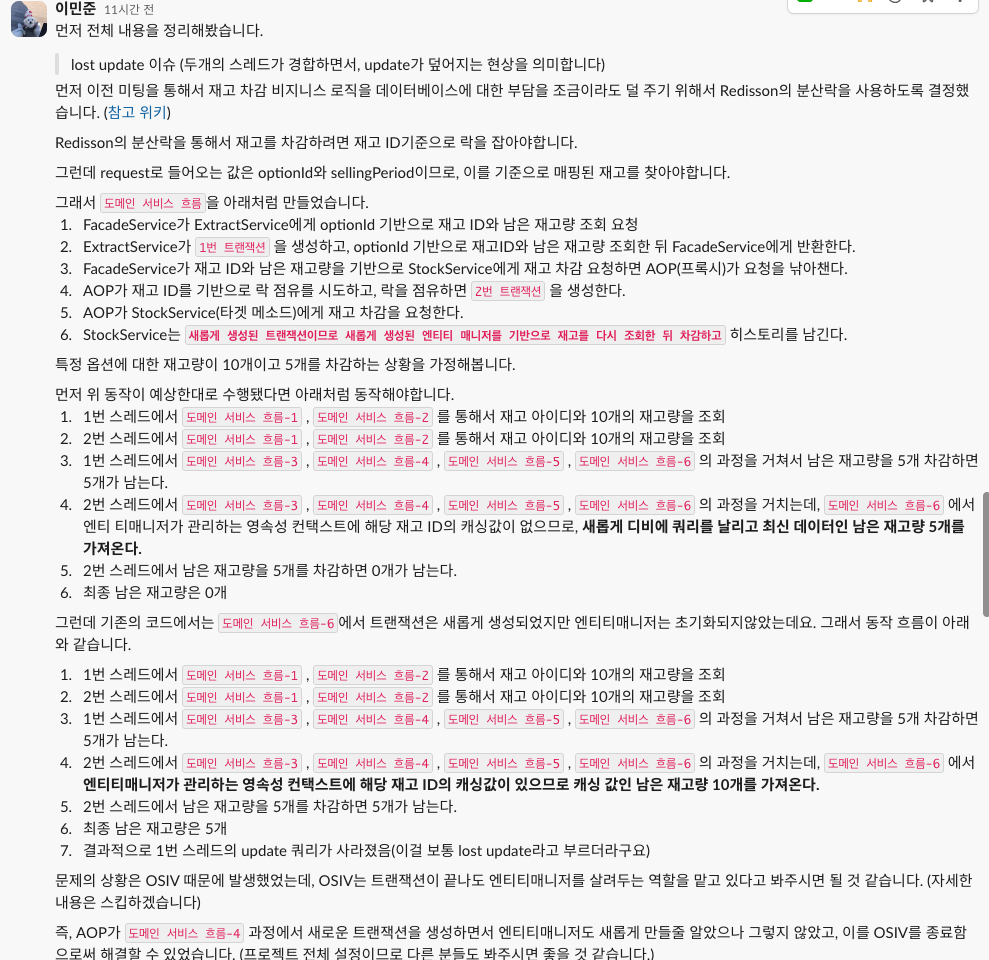 이민준 11시간 전
먼저 전체 내용을 정리해봤습니다.
lost update 이슈 (두개의 스레드가 경합하면서, update가 덮어지는 현상을 의미합니다)
먼저 이전 미팅을 통해서 재고 차감 비지니스 로직을 데이터베이스에 대한 부담을 조금이라도 덜 주기 위해서 Redisson의 분산락을 사용하도록 결정했
습니다. (참고 위키)
Redisson의 분산락을 통해서 재고를 차감하려면 재고 ID기준으로 락을 잡아야합니다.
그런데 request로 들어오는 값은 optionId와 sellingPeriod이므로, 이를 기준으로 매핑된 재고를 찾아야합니다.
그래서 도메인 서비스 흐름 을 아래처럼 만들었습니다.
1. FacadeService가 ExtractService에게 optionId 기반으로 재고 ID와 남은 재고량 조회 요청
2. ExtractService가 1번 트랜잭션 을 생성하고, optionId 기반으로 재고ID와 남은 재고량 조회한 뒤 FacadeService에게 반환한다.
3. FacadeService가 재고 ID와 남은 재고량을 기반으로 StockService에게 재고 차감 요청하면 AOP(프록시)가 요청을 낚아챈다.
4. AOP가 재고 ID를 기반으로 락 점유를 시도하고, 락을 점유하면 2번 트랜잭션 을 생성한다.
5. AOP가 StockService(타겟 메소드)에게 재고 차감을 요청한다.
6. StockService는 새롭게 생성된 트랜잭션이므로 새롭게 생성된 엔티티 매니저를 기반으로 재고를 다시 조회한 뒤 차감하고 히스토리를 남긴다.
특정 옵션에 대한 재고량이 10개이고 5개를 차감하는 상황을 가정해봅니다.
먼저 위 동작이 예상한대로 수행됐다면 아래처럼 동작해야합니다.
1. 1번 스레드에서 도메인 서비스 흐름-1 , 도메인 서비스 흐름-2 를 통해서 재고 아이디와 10개의 재고량을 조회
2. 2번 스레드에서 도메인 서비스 흐름-1 , 도메인 서비스 흐름-2 를 통해서 재고 아이디와 10개의 재고량을 조회
3. 1번 스레드에서 도메인 서비스 흐름-3 , 도메인 서비스 흐름-4 , 도메인 서비스 흐름-5 , 도메인 서비스 흐름-6 의 과정을 거쳐서 남은 재고량을 5개 차감하면
5개가 남는다.
4. 2번 스레드에서 도메인 서비스 흐름-3 , 도메인 서비스 흐름-4 , 도메인 서비스 흐름-5 , 도메인 서비스 흐름-6 의 과정을 거치는데, 도메인 서비스 흐름-6 에서
엔티 티매니저가 관리하는 영속성 컨택스트에 해당 재고 ID의 캐싱값이 없으므로, 새롭게 디비에 쿼리를 날리고 최신 데이터인 남은 재고량 5개를
가져온다.
5. 2번 스레드에서 남은 재고량을 5개를 차감하면 0개가 남는다.
6. 최종 남은 재고량은 0개
그런데 기존의 코드에서는 도메인 서비스 흐름-6 에서 트랜잭션은 새롭게 생성되었지만 엔티티매니저는 초기화되지않았는데요. 그래서 동작 흐름이 아래
와 같습니다.
1. 1번 스레드에서 도메인 서비스 흐름-1 , 도메인 서비스 흐름-2 를 통해서 재고 아이디와 10개의 재고량을 조회
2. 2번 스레드에서 도메인 서비스 흐름-1 , 도메인 서비스 흐름-2 를 통해서 재고 아이디와 10개의 재고량을 조회
3. 1번 스레드에서 도메인 서비스 흐름-3 , 도메인 서비스 흐름-4 , 도메인 서비스 흐름-5 , 도메인 서비스 흐름-6 의 과정을 거쳐서 남은 재고량을 5개 차감하면
5개가 남는다.
4. 2번 스레드에서 도메인 서비스 흐름-3 , 도메인 서비스 흐름-4 , 도메인 서비스 흐름-5 , 도메인 서비스 흐름-6 의 과정을 거치는데, 도메인 서비스 흐름-6 에서
엔티티매니저가 관리하는 영속성 컨택스트에 해당 재고 ID의 캐싱값이 있으므로 캐싱 값인 남은 재고량 10개를 가져온다.
5. 2번 스레드에서 남은 재고량을 5개를 차감하면 5개가 남는다.
6. 최종 남은 재고량은 5개
7. 결과적으로 1번 스레드의 update 쿼리가 사라졌음(이걸 보통 lost update라고 부르더라구요)
문제의 상황은 OSIV 때문에 발생했었는데, OSIV는 트랜잭션이 끝나도 엔티티매니저를 살려두는 역할을 맡고 있다고 봐주시면 될 것 같습니다. (자세한
내용은 스킵하겠습니다)
즉, AOP가 도메인 서비스 흐름-4 과정에서 새로운 트랜잭션을 생성하면서 엔티티매니저도 새롭게 만들줄 알았으나 그렇지 않았고, 이를 OSIV를 종료함
으로써 해결할 수 있었습니다. (프로젝트 전체 설정이므로 다른 분들도 봐주시면 좋을 것 같습니다.)